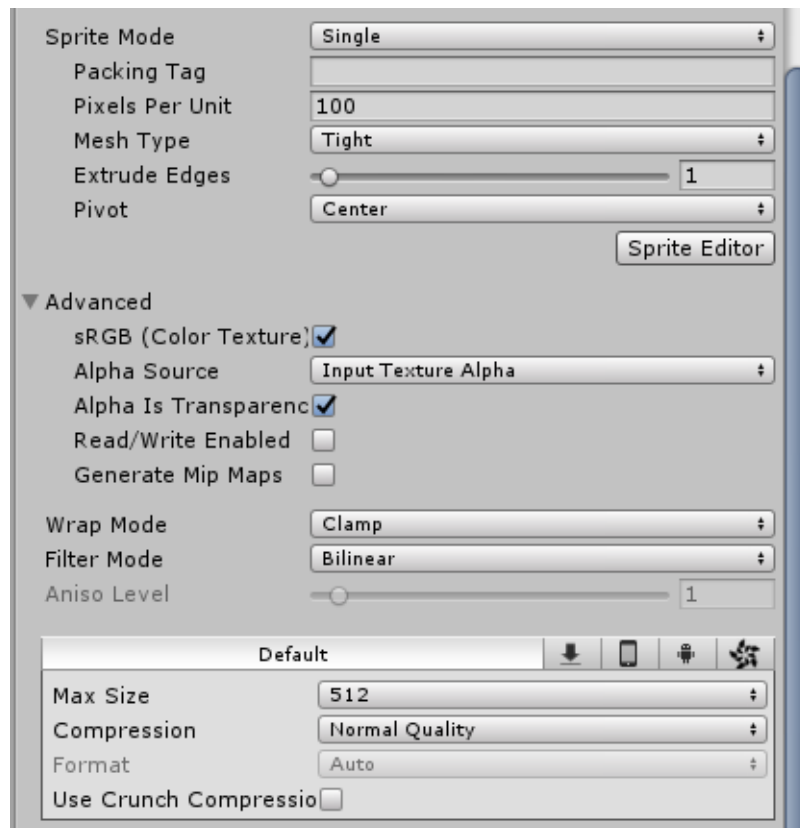 Sprite Mode Single
Packing Tag
Pixels Per Unit 100
Mesh Type Tight
Extrude Edges 1
Pivot Center
Sprite Editor
Advanced
sRGB (Color Texture)
Alpha Source Input Texture Alpha
Alpha Is Transparenc
Read/Write Enabled
Generate Mip Maps
Wrap Mode Clamp
Filter Mode Bilinear
Aniso Level 1
Default
Max Size 512
Compression Normal Quality
Format Auto
Use Crunch Compressio